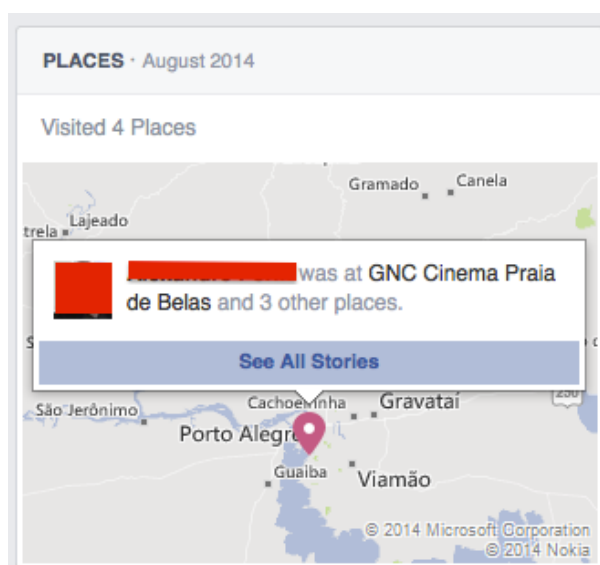 PLACES · August 2014
Visited 4 Places
Gramado
Canela
Lajeado
trela
was at GNC Cinema Praia
de Belas and 3 other places.
See All Stories
São Jerônimo
Cachoeirinha
Gravataí
Porto Alegre
Guaiba
Viamão
© 2014 Microsoft Corporation
© 2014 Nokia